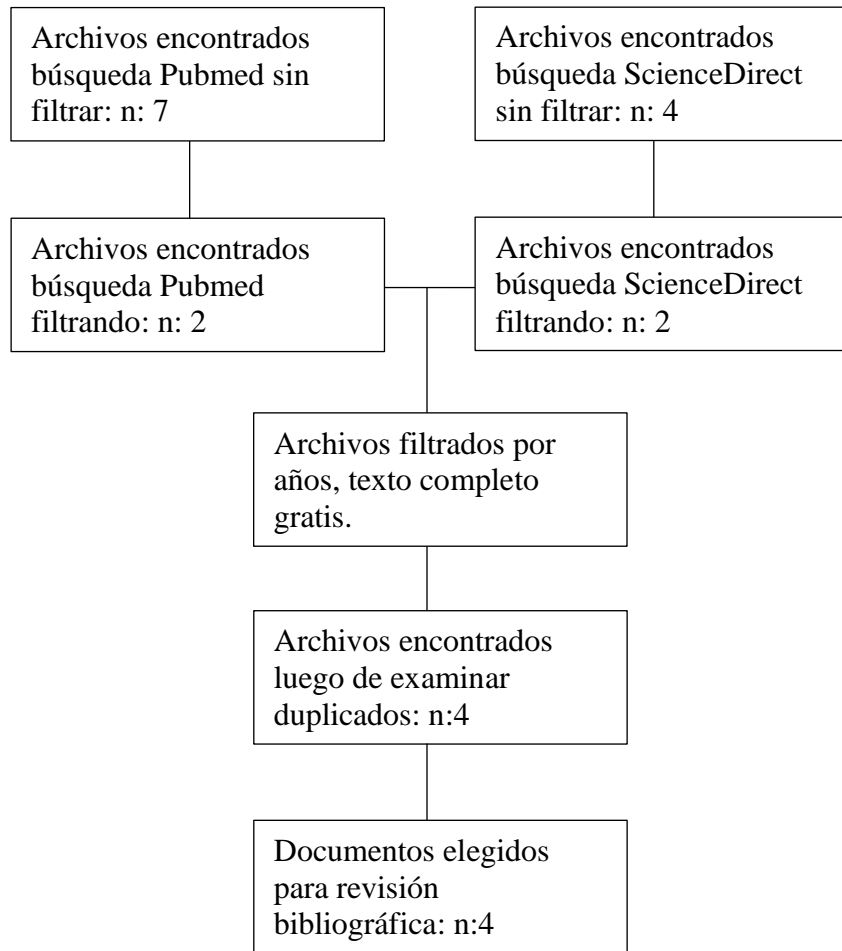 Archivos encontrados
búsqueda Pubmed sin
filtrar: n: 7
Archivos encontrados
búsqueda ScienceDirect
sin filtrar: n: 4
Archivos encontrados
búsqueda Pubmed
filtrando: n: 2
Archivos encontrados
búsqueda ScienceDirect
filtrando: n: 2
Archivos filtrados por
años, texto completo
gratis.
Archivos encontrados
luego de examinar
duplicados: n:4
Documentos elegidos
para revisión
bibliográfica: n:4